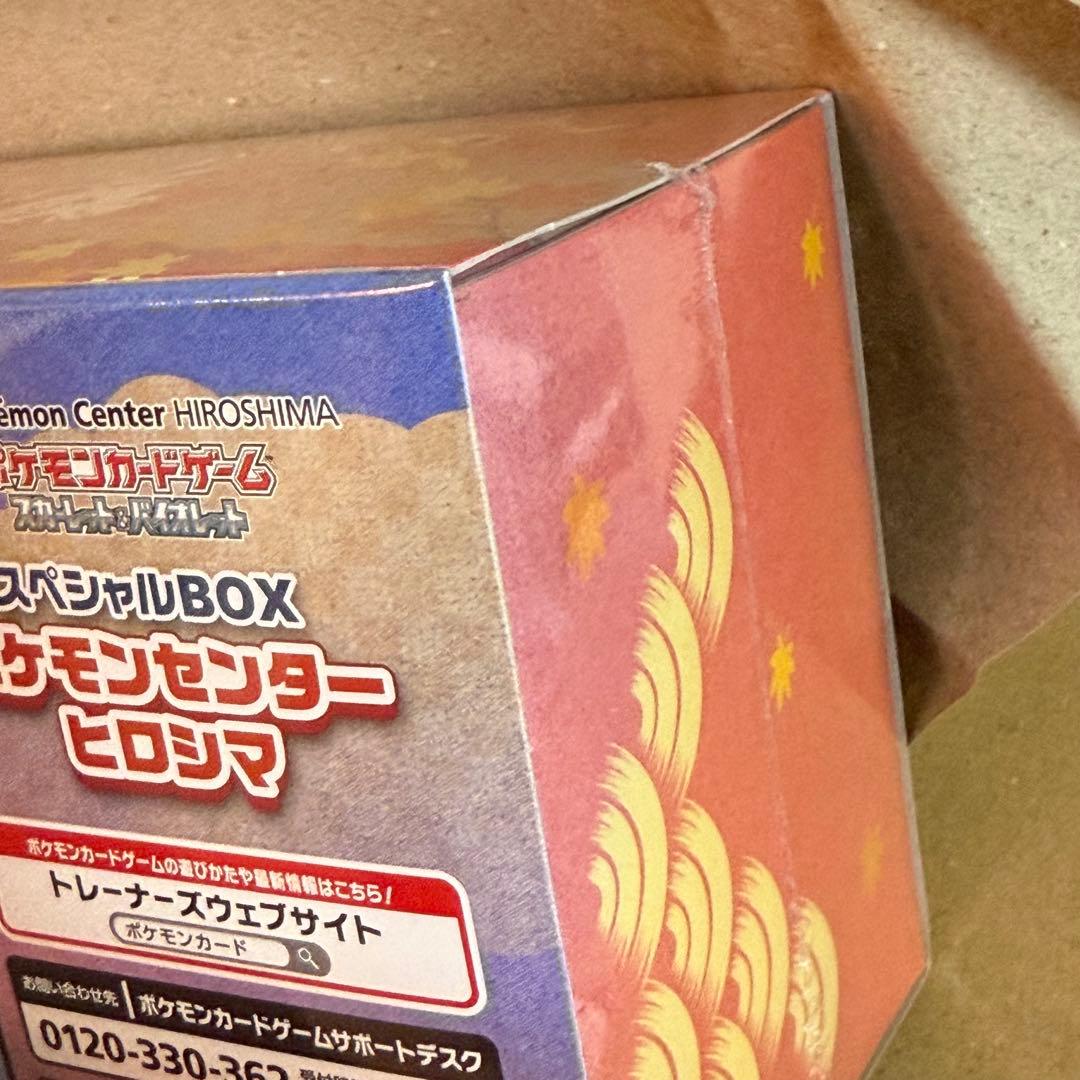 émon Center HIROSHIMA
ポケモンカードゲーム
スカーレット&バイオレット
スペシャルBOX
ケモンセンター
ヒロシマ
ポケモンカードゲームの遊びかたや最新情報はこちら!
トレーナーズウェブサイト
ポケモンカード
お問い合わせ先 ポケモンカードゲームサポートデスク
0120-330-362